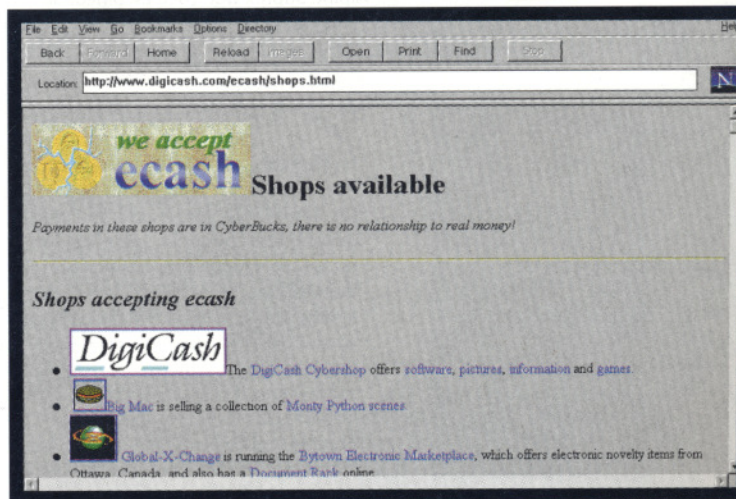 File Edit View Go Bookmarks Options Directory Help
Back Forward Home Reload Images Open Print Find Stop
Location: http://www.digicash.com/ecash/shops.html
N
we accept
ecash Shops available
Payments in these shops are in CyberBucks, there is no relationship to real money!
Shops accepting ecash
DigiCash The DigiCash Cybershop offers software, pictures, information and games.
Big Mac is selling a collection of Monty Python scenes.
Global-X-Change is running the Bytown Electronic Marketplace, which offers electronic novelty items from
Ottawa, Canada, and also has a Document Rank online